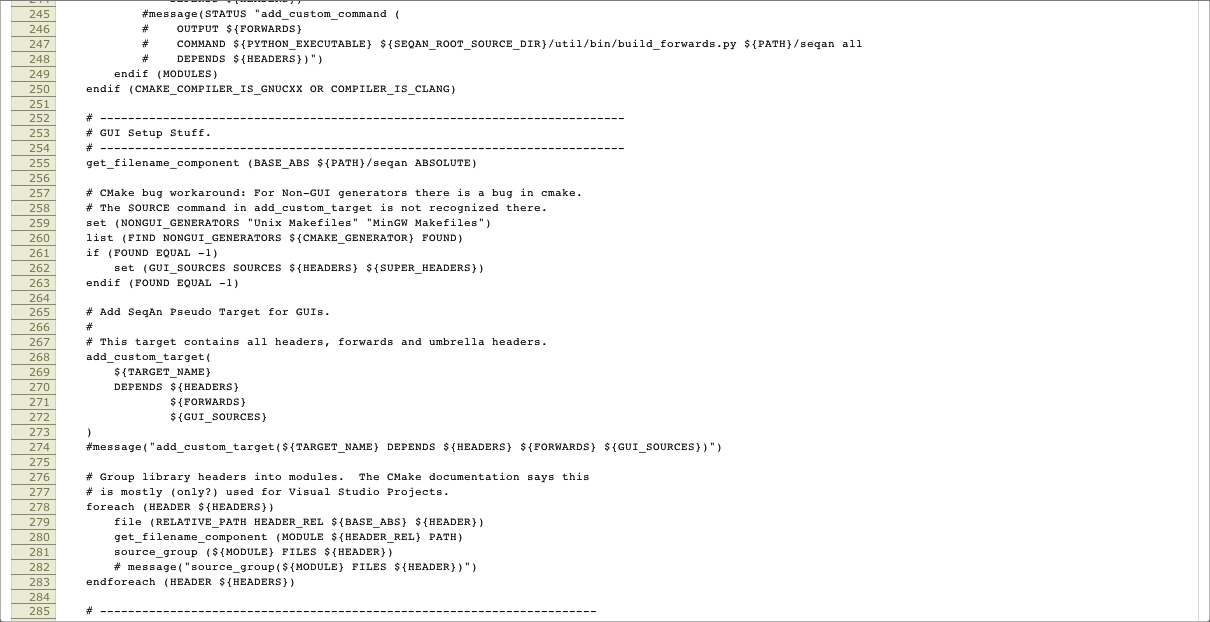 244 DEPENDS ${HEADERS})
245             #message(STATUS "add_custom_command (
246             #    OUTPUT ${FORWARDS}
247             #    COMMAND ${PYTHON_EXECUTABLE} ${SEQAN_ROOT_SOURCE_DIR}/util/bin/build_forwards.py ${PATH}/seqan all
248             #    DEPENDS ${HEADERS})")
249         endif (MODULES)
250     endif (CMAKE_COMPILER_IS_GNUCXX OR COMPILER_IS_CLANG)
251
252     # ---------------------------------------------------------------------------
253     # GUI Setup Stuff.
254     # ---------------------------------------------------------------------------
255     get_filename_component (BASE_ABS ${PATH}/seqan ABSOLUTE)
256
257     # CMake bug workaround: For Non-GUI generators there is a bug in cmake.
258     # The SOURCE command in add_custom_target is not recognized there.
259     set (NONGUI_GENERATORS "Unix Makefiles" "MinGW Makefiles")
260     list (FIND NONGUI_GENERATORS ${CMAKE_GENERATOR} FOUND)
261     if (FOUND EQUAL -1)
262         set (GUI_SOURCES SOURCES ${HEADERS} ${SUPER_HEADERS})
263     endif (FOUND EQUAL -1)
264
265     # Add SeqAn Pseudo Target for GUIs.
266     #
267     # This target contains all headers, forwards and umbrella headers.
268     add_custom_target(
269         ${TARGET_NAME}
270         DEPENDS ${HEADERS}
271                 ${FORWARDS}
272                 ${GUI_SOURCES}
273     )
274     #message("add_custom_target(${TARGET_NAME} DEPENDS ${HEADERS} ${FORWARDS} ${GUI_SOURCES})")
275
276     # Group library headers into modules.  The CMake documentation says this
277     # is mostly (only?) used for Visual Studio Projects.
278     foreach (HEADER ${HEADERS})
279         file (RELATIVE_PATH HEADER_REL ${BASE_ABS} ${HEADER})
280         get_filename_component (MODULE ${HEADER_REL} PATH)
281         source_group (${MODULE} FILES ${HEADER})
282         # message("source_group(${MODULE} FILES ${HEADER})")
283     endforeach (HEADER ${HEADERS})
284
285     # -----------------------------------------------------------------------